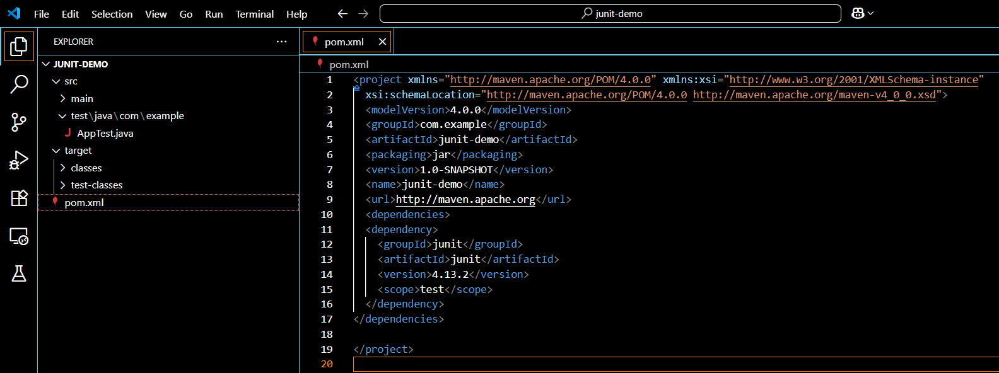 File Edit Selection View Go Run Terminal Help junit-demo
EXPLORER ···
JUNIT-DEMO
src
main
test\java\com\example
AppTest.java
target
classes
test-classes
pom.xml
pom.xml
pom.xml
1 <project xmlns="http://maven.apache.org/POM/4.0.0" xmlns:xsi="http://www.w3.org/2001/XMLSchema-instance"
2 xsi:schemaLocation="http://maven.apache.org/POM/4.0.0 http://maven.apache.org/maven-v4_0_0.xsd">
3 <modelVersion>4.0.0</modelVersion>
4 <groupId>com.example</groupId>
5 <artifactId>junit-demo</artifactId>
6 <packaging>jar</packaging>
7 <version>1.0-SNAPSHOT</version>
8 <name>junit-demo</name>
9 <url>http://maven.apache.org</url>
10 <dependencies>
11 <dependency>
12 <groupId>junit</groupId>
13 <artifactId>junit</artifactId>
14 <version>4.13.2</version>
15 <scope>test</scope>
16 </dependency>
17 </dependencies>
18
19 </project>
20